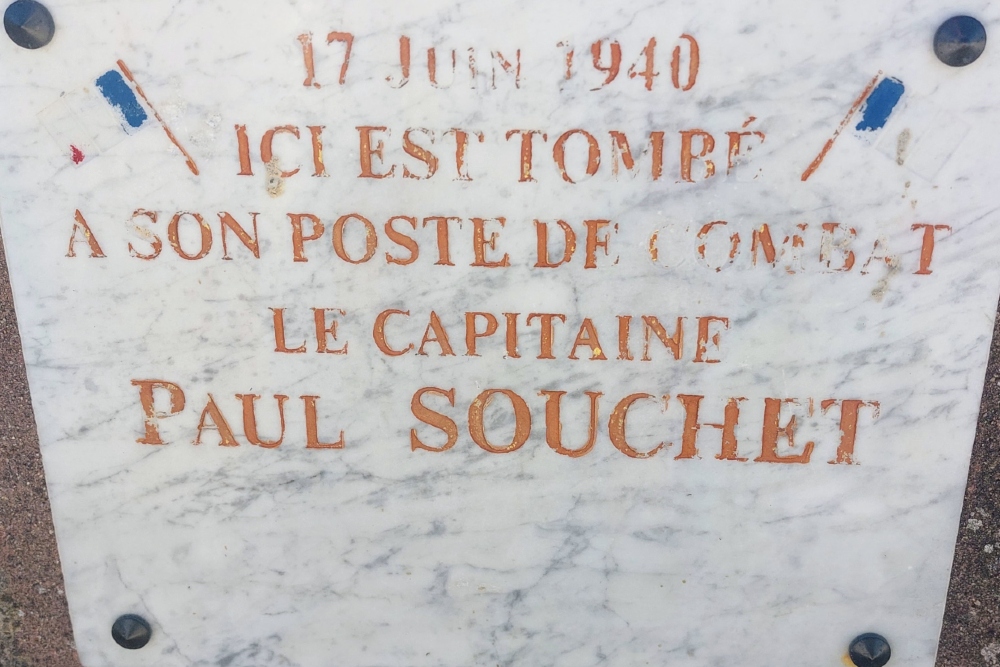 17 JUIN 1940
ICI EST TOMBÉ
A SON POSTE DE COMBAT
LE CAPITAINE
PAUL SOUCHET